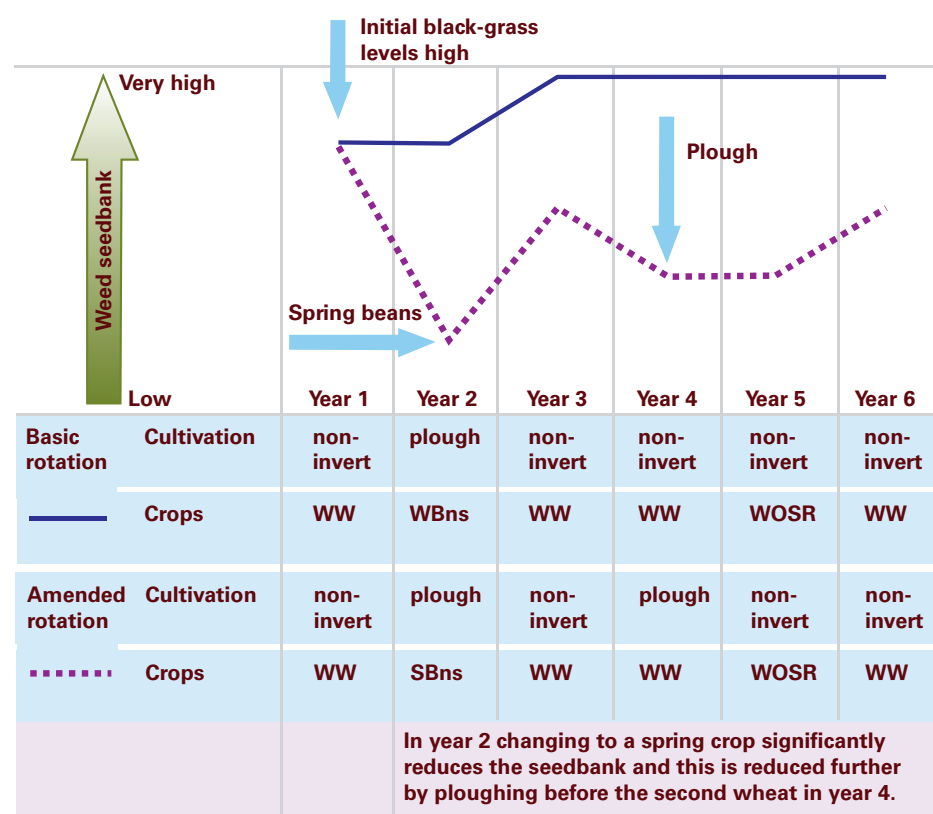 Initial black-grass
levels high
Very high
Plough
Weed seedbank
Spring beans
Low Year 1 Year 2 Year 3 Year 4 Year 5 Year 6
Basic rotation Cultivation non-invert plough non-invert non-invert non-invert non-invert
Crops WW WBns WW WW WOSR WW
Amended rotation Cultivation non-invert plough non-invert plough non-invert non-invert
Crops WW SBns WW WW WOSR WW
In year 2 changing to a spring crop significantly
reduces the seedbank and this is reduced further
by ploughing before the second wheat in year 4.